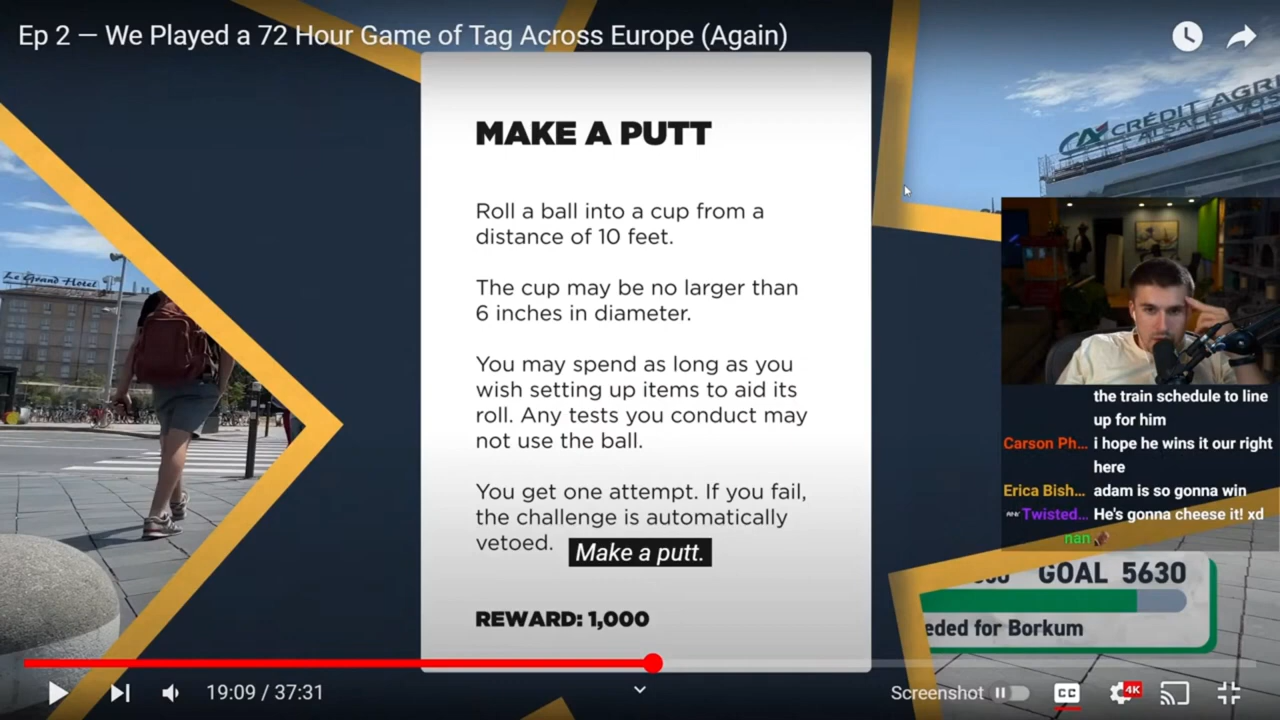 Ep 2 — We Played a 72 Hour Game of Tag Across Europe (Again)
CRÉDIT AGRI
ALSACE VOS
Le Grand Hotel
MAKE A PUTT
Roll a ball into a cup from a
distance of 10 feet.
The cup may be no larger than
6 inches in diameter.
You may spend as long as you
wish setting up items to aid its
roll. Any tests you conduct may
not use the ball.
You get one attempt. If you fail,
the challenge is automatically
vetoed.
Make a putt.
REWARD: 1,000
the train schedule to line
up for him
Carson Ph... i hope he wins it our right
here
Erica Bish... adam is so gonna win
Twisted... He's gonna cheese it! xd
nan
GOAL 5630
eded for Borkum
19:09 / 37:31
Screenshot
CC
4K